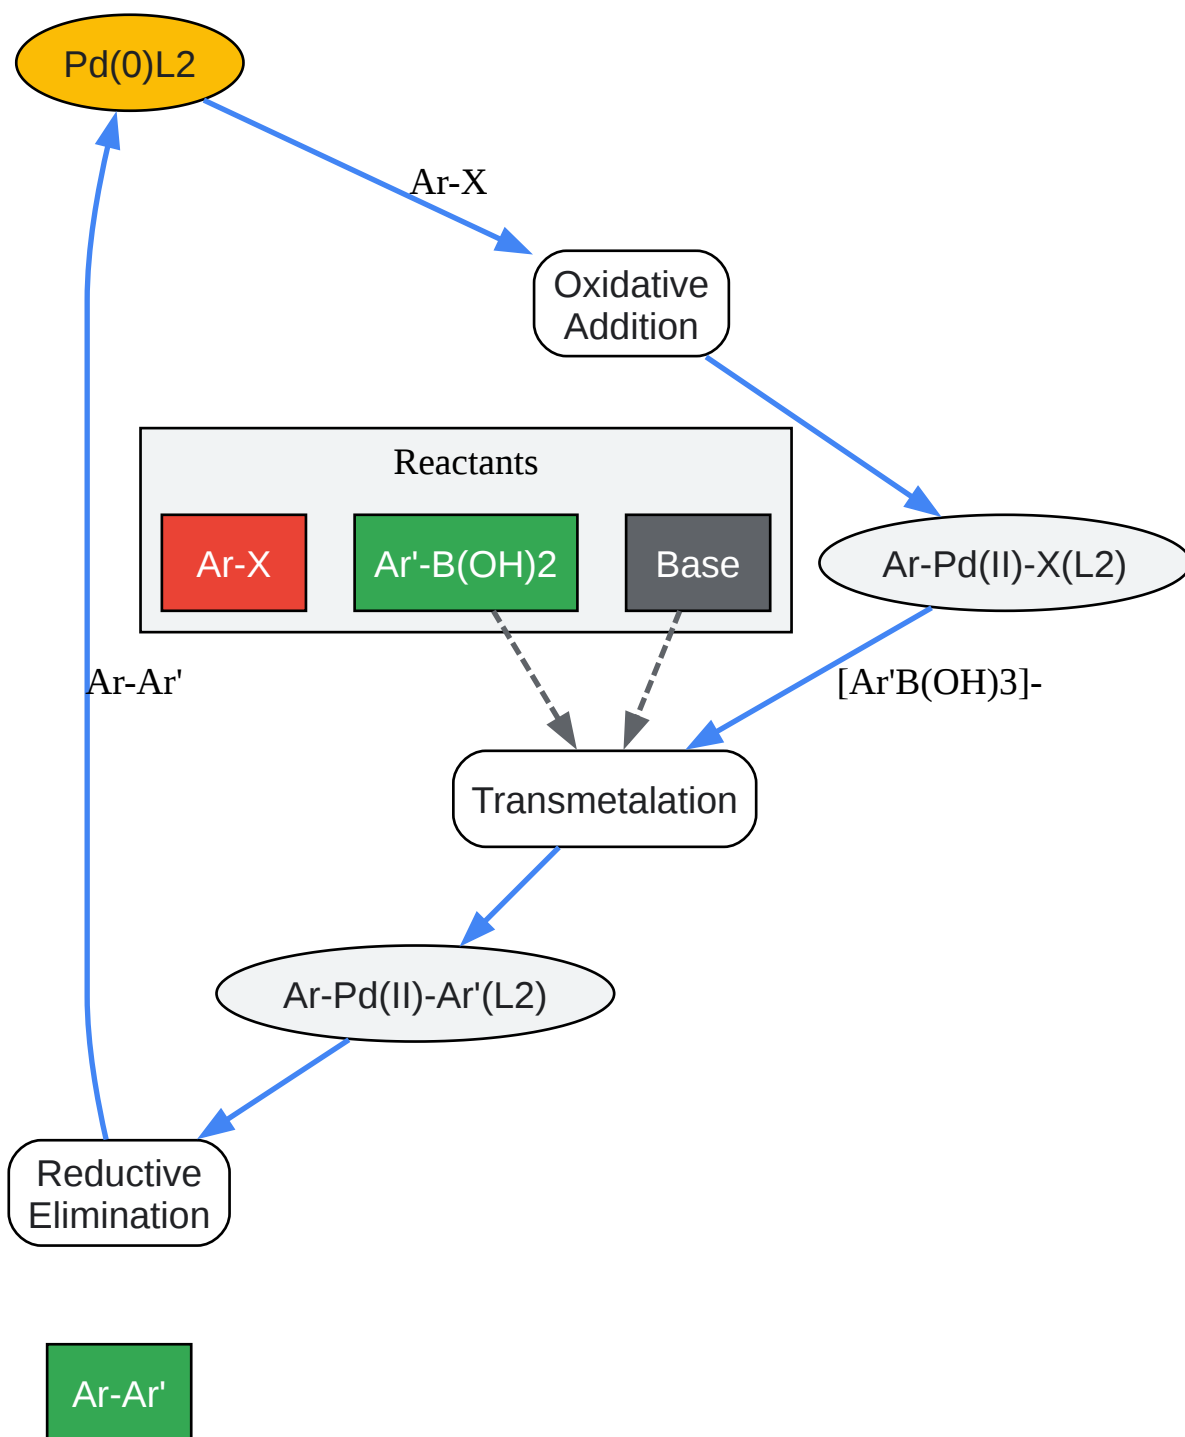 Pd(0)L2
Ar-X
Oxidative
Addition
Reactants
Ar-X
Ar'-B(OH)2
Base
Ar-Pd(II)-X(L2)
Ar-Ar'
[Ar'B(OH)3]-
Transmetalation
Ar-Pd(II)-Ar'(L2)
Reductive
Elimination
Ar-Ar'